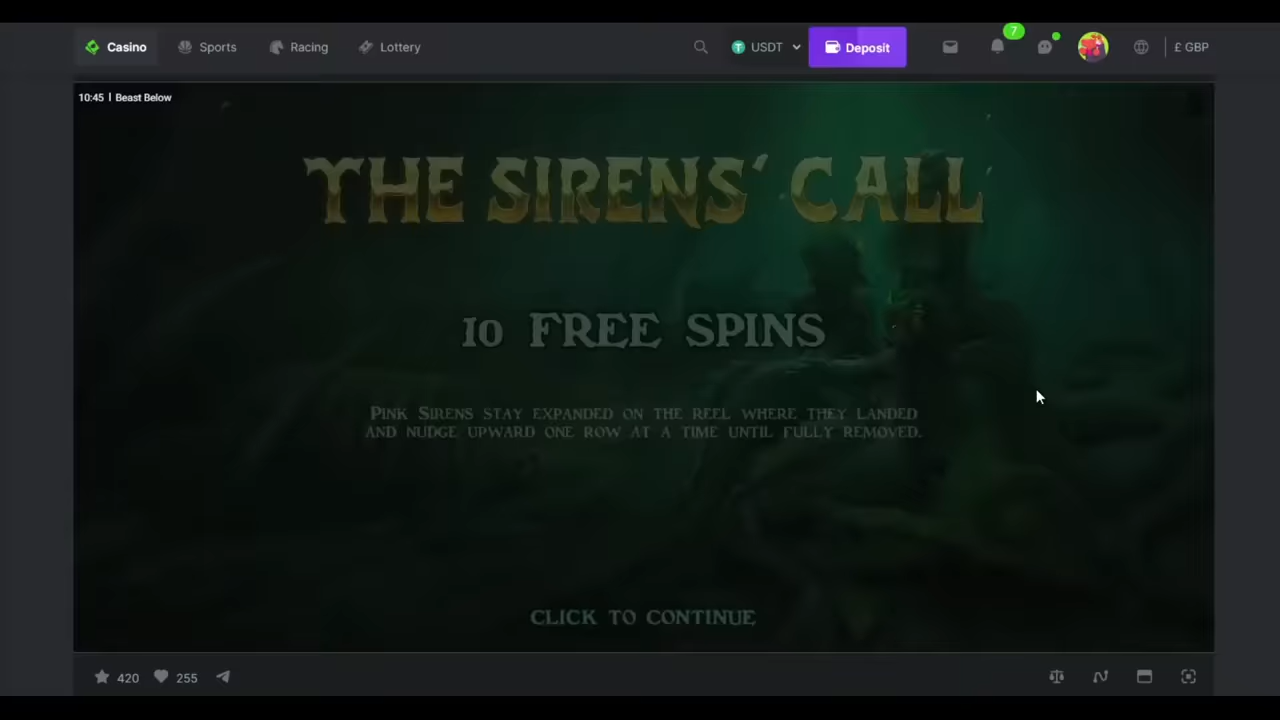 Casino Sports Racing Lottery USDT Deposit 7 £ GBP
10:45 | Beast Below
THE SIRENS' CALL
10 FREE SPINS
PINK SIRENS STAY EXPANDED ON THE REEL WHERE THEY LANDED
AND NUDGE UPWARD ONE ROW AT A TIME UNTIL FULLY REMOVED.
CLICK TO CONTINUE
420 255